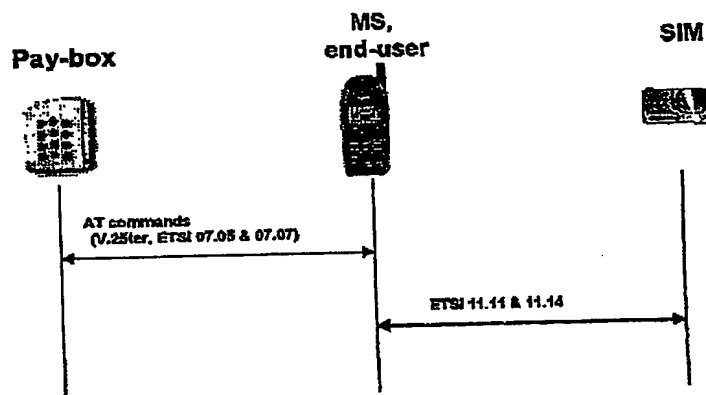 Pay-box
MS,
end-user
SIM
AT commands
(V.25ter, ETSI 07.05 & 07.07)
ETSI 11.11 & 11.14